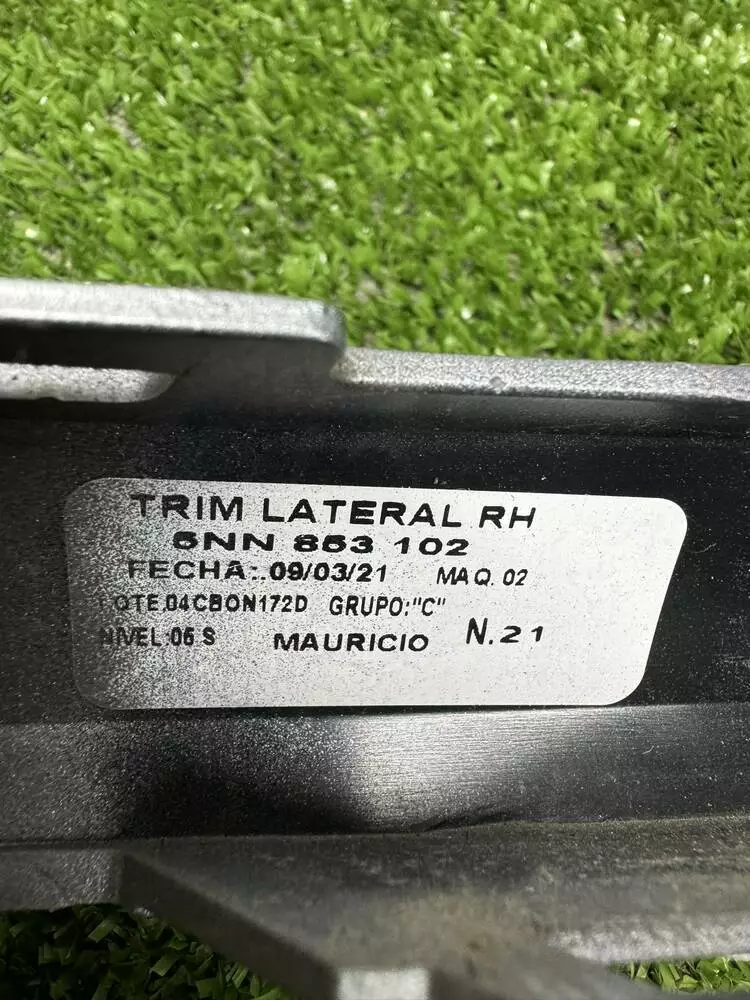 TRIM LATERAL RH
5NN 853 102
FECHA:.09/03/21 MAQ. 02
LOTE.04CBON172D GRUPO:"C"
NIVEL:05 S MAURICIO N.21